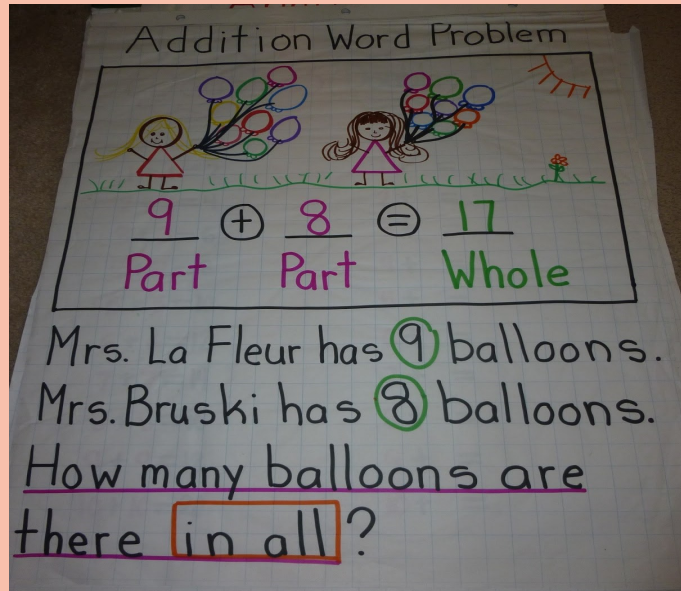 Addition Word Problem
9 + 8 = 17
Part Part Whole
Mrs. La Fleur has 9 balloons.
Mrs. Bruski has 8 balloons.
How many balloons are
there in all?